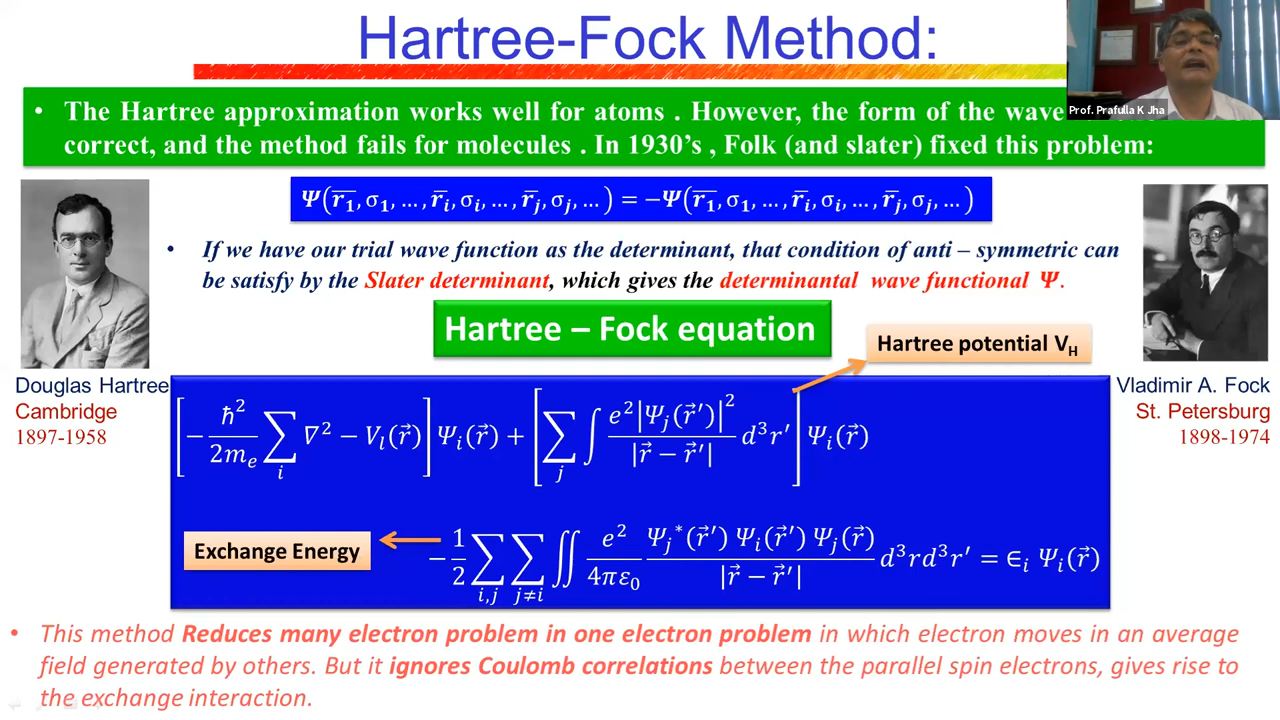 Hartree-Fock Method:
Prof. Prafulla K Jha
• The Hartree approximation works well for atoms . However, the form of the wave
correct, and the method fails for molecules . In 1930’s , Folk (and slater) fixed this problem:
Ψ(r̅₁, σ₁, …, r̅ᵢ, σᵢ, …, r̅ⱼ, σⱼ, …) = −Ψ(r̅₁, σ₁, …, r̅ᵢ, σᵢ, …, r̅ⱼ, σⱼ, …)
• If we have our trial wave function as the determinant, that condition of anti – symmetric can
be satisfy by the Slater determinant, which gives the determinantal wave functional Ψ.
Hartree – Fock equation
Hartree potential V_H
Douglas Hartree
Cambridge
1897-1958
Vladimir A. Fock
St. Petersburg
1898-1974
[−ħ²/2mₑ ∑ᵢ ∇² − Vₗ(r⃗)] Ψᵢ(r⃗) + [∑ⱼ ∫ e²|Ψⱼ(r⃗′)|² / |r⃗ − r⃗′| d³r′] Ψᵢ(r⃗)
Exchange Energy
−1/2 ∑_{i,j} ∑_{j≠i} ∬ e²/4πε₀ Ψⱼ*(r⃗′) Ψᵢ(r⃗′) Ψⱼ(r⃗) / |r⃗ − r⃗′| d³rd³r′ = ∈ᵢ Ψᵢ(r⃗)
• This method Reduces many electron problem in one electron problem in which electron moves in an average
field generated by others. But it ignores Coulomb correlations between the parallel spin electrons, gives rise to
the exchange interaction.